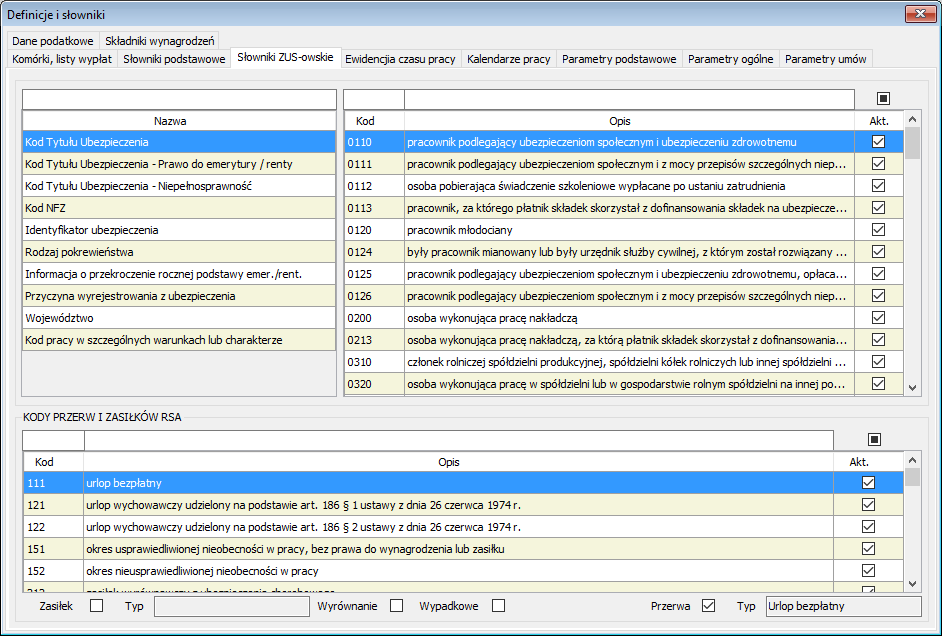 Definicje i słowniki
Dane podatkowe Składniki wynagrodzeń
Komórki, listy wypłat Słowniki podstawowe Słowniki ZUS-owskie Ewidencjia czasu pracy Kalendarze pracy Parametry podstawowe Parametry ogólne Parametry umów
Nazwa
Kod Tytułu Ubezpieczenia
Kod Tytułu Ubezpieczenia - Prawo do emerytury / renty
Kod Tytułu Ubezpieczenia - Niepełnosprawność
Kod NFZ
Identyfikator ubezpieczenia
Rodzaj pokrewieństwa
Informacja o przekroczenie rocznej podstawy emer./rent.
Przyczyna wyrejestrowania z ubezpieczenia
Województwo
Kod pracy w szczególnych warunkach lub charakterze
Kod Opis Akt.
0110 pracownik podlegający ubezpieczeniom społecznym i ubezpieczeniu zdrowotnemu
0111 pracownik podlegający ubezpieczeniom społecznym i z mocy przepisów szczególnych niep...
0112 osoba pobierająca świadczenie szkoleniowe wypłacane po ustaniu zatrudnienia
0113 pracownik, za którego płatnik składek skorzystał z dofinansowania składek na ubezpiecze...
0120 pracownik młodociany
0124 były pracownik mianowany lub były urzędnik służby cywilnej, z którym został rozwiązany ...
0125 pracownik podlegający ubezpieczeniom społecznym i ubezpieczeniu zdrowotnemu, opłaca...
0126 pracownik podlegający ubezpieczeniom społecznym i z mocy przepisów szczególnych niep...
0200 osoba wykonująca pracę nakładczą
0213 osoba wykonująca pracę nakładczą, za którą płatnik składek skorzystał z dofinansowania...
0310 członek rolniczej spółdzielni produkcyjnej, spółdzielni kółek rolniczych lub innej spółdzielni ...
0320 osoba wykonująca pracę w spółdzielni lub w gospodarstwie rolnym spółdzielni na innej po...
KODY PRZERW I ZASIŁKÓW RSA
Kod Opis Akt.
111 urlop bezpłatny
121 urlop wychowawczy udzielony na podstawie art. 186 § 1 ustawy z dnia 26 czerwca 1974 r.
122 urlop wychowawczy udzielony na podstawie art. 186 § 2 ustawy z dnia 26 czerwca 1974 r.
151 okres usprawiedliwionej nieobecności w pracy, bez prawa do wynagrodzenia lub zasiłku
152 okres nieusprawiedliwionej nieobecności w pracy
Zasiłek Typ Wyrównanie Wypadkowe Przerwa Typ Urlop bezpłatny